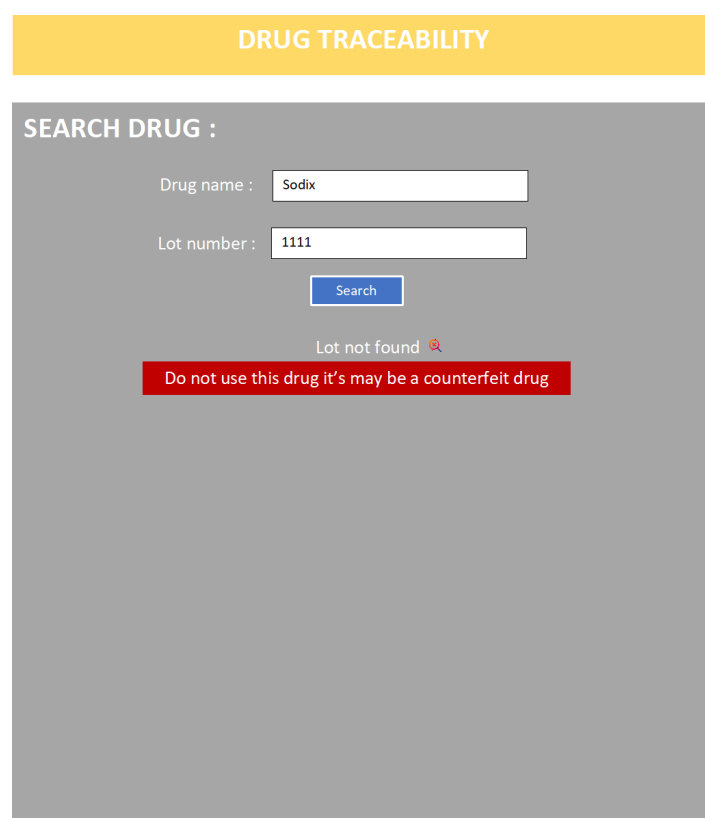 DRUG TRACEABILITY
SEARCH DRUG :
Drug name : Sodix
Lot number : 1111
Search
Lot not found
Do not use this drug it’s may be a counterfeit drug